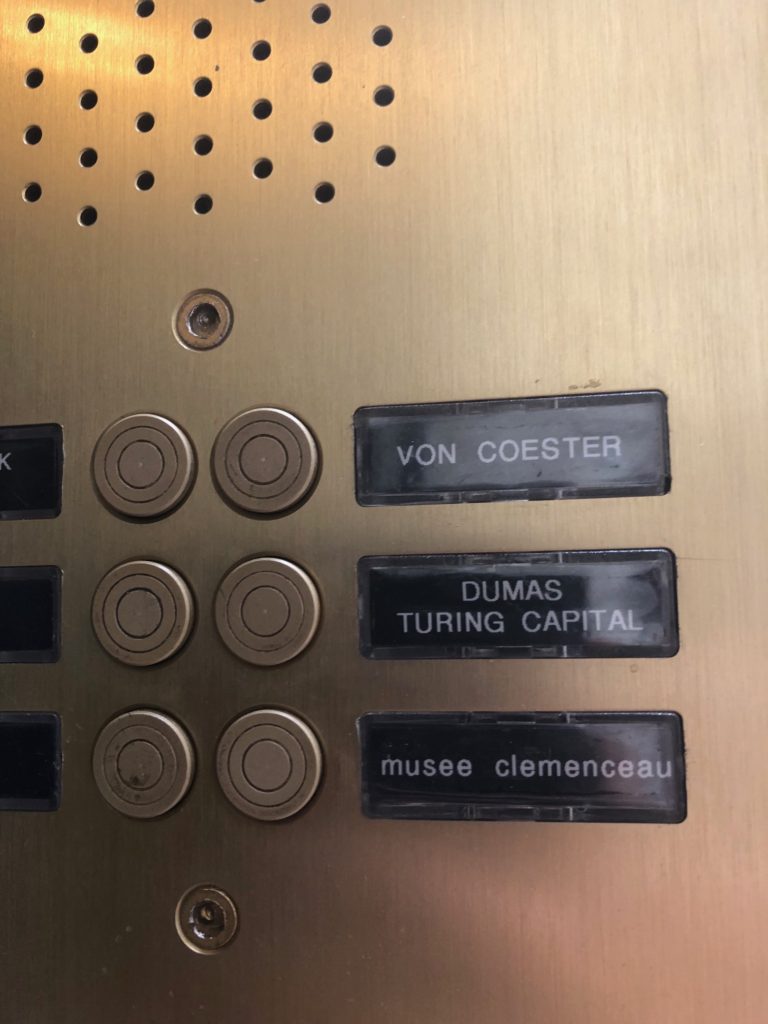 K
VON COESTER
DUMAS
TURING CAPITAL
musee clemenceau